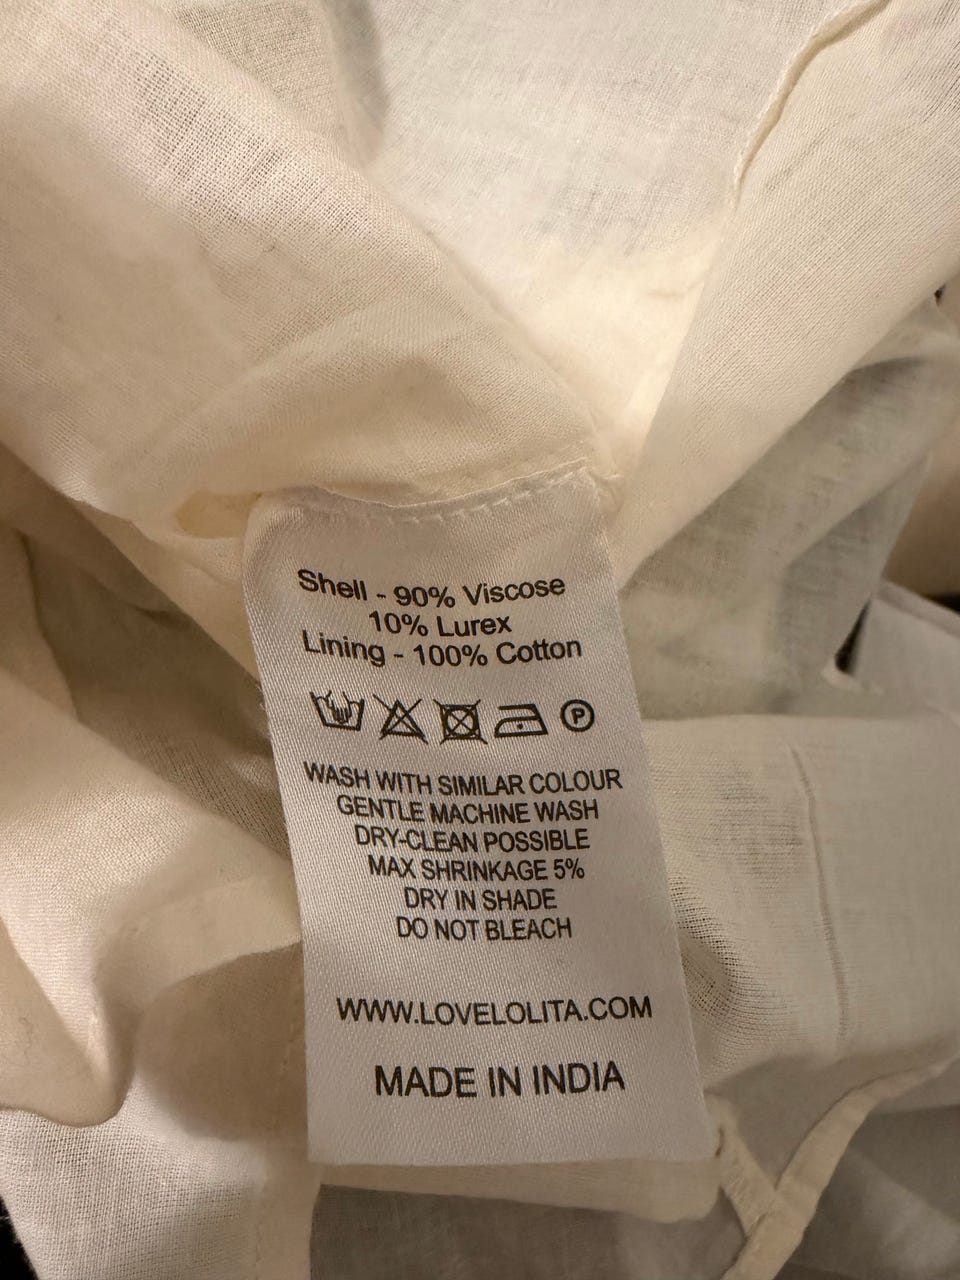 Shell - 90% Viscose
10% Lurex
Lining - 100% Cotton
P
WASH WITH SIMILAR COLOUR
GENTLE MACHINE WASH
DRY-CLEAN POSSIBLE
MAX SHRINKAGE 5%
DRY IN SHADE
DO NOT BLEACH
WWW.LOVELOLITA.COM
MADE IN INDIA